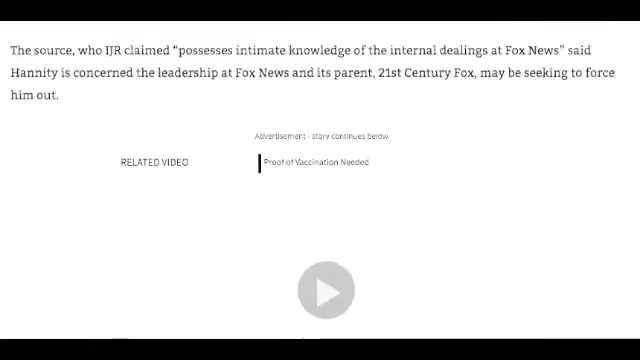 The source, who IJR claimed “possesses intimate knowledge of the internal dealings at Fox News” said
Hannity is concerned the leadership at Fox News and its parent, 21st Century Fox, may be seeking to force
him out.
Advertisement - story continues below
RELATED VIDEO
Proof of Vaccination Needed